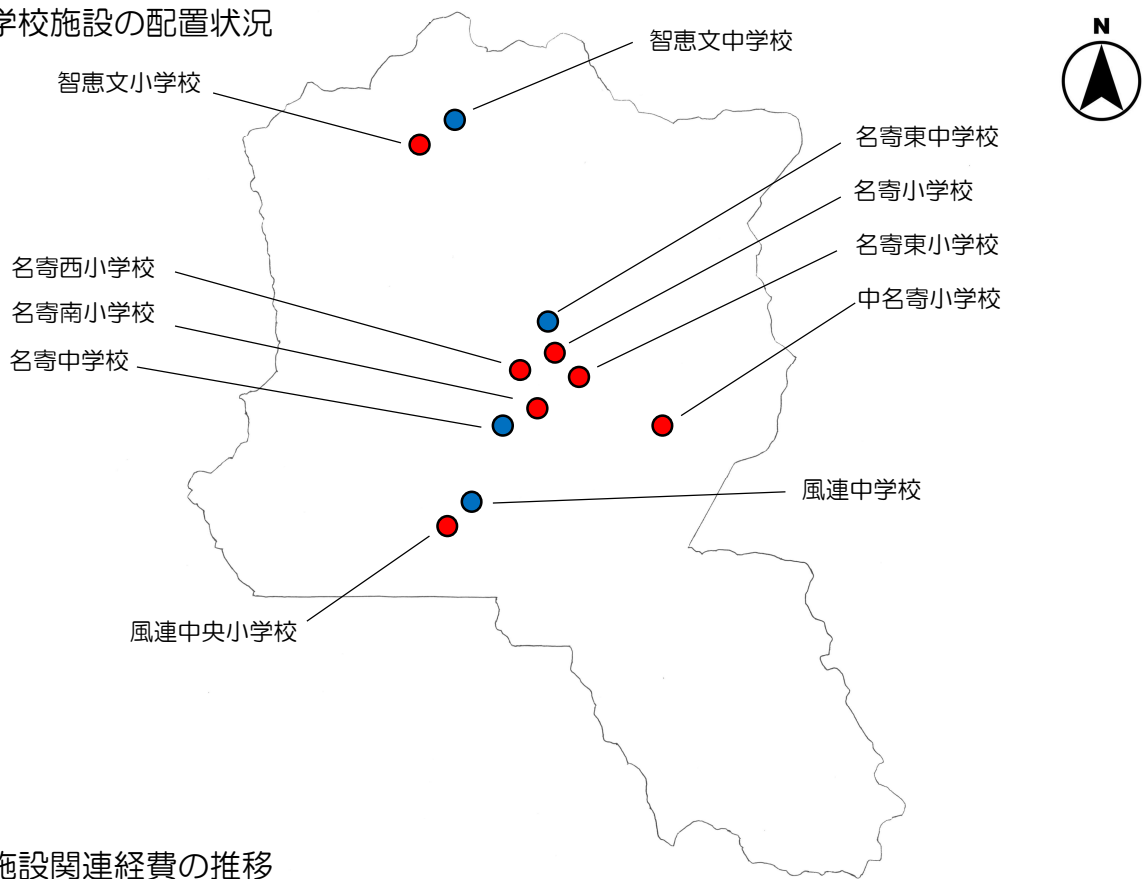 学校施設の配置状況
N
智恵文中学校
智恵文小学校
名寄東中学校
名寄小学校
名寄東小学校
名寄西小学校
中名寄小学校
名寄南小学校
名寄中学校
風連中学校
風連中央小学校
施設関連経費の推移